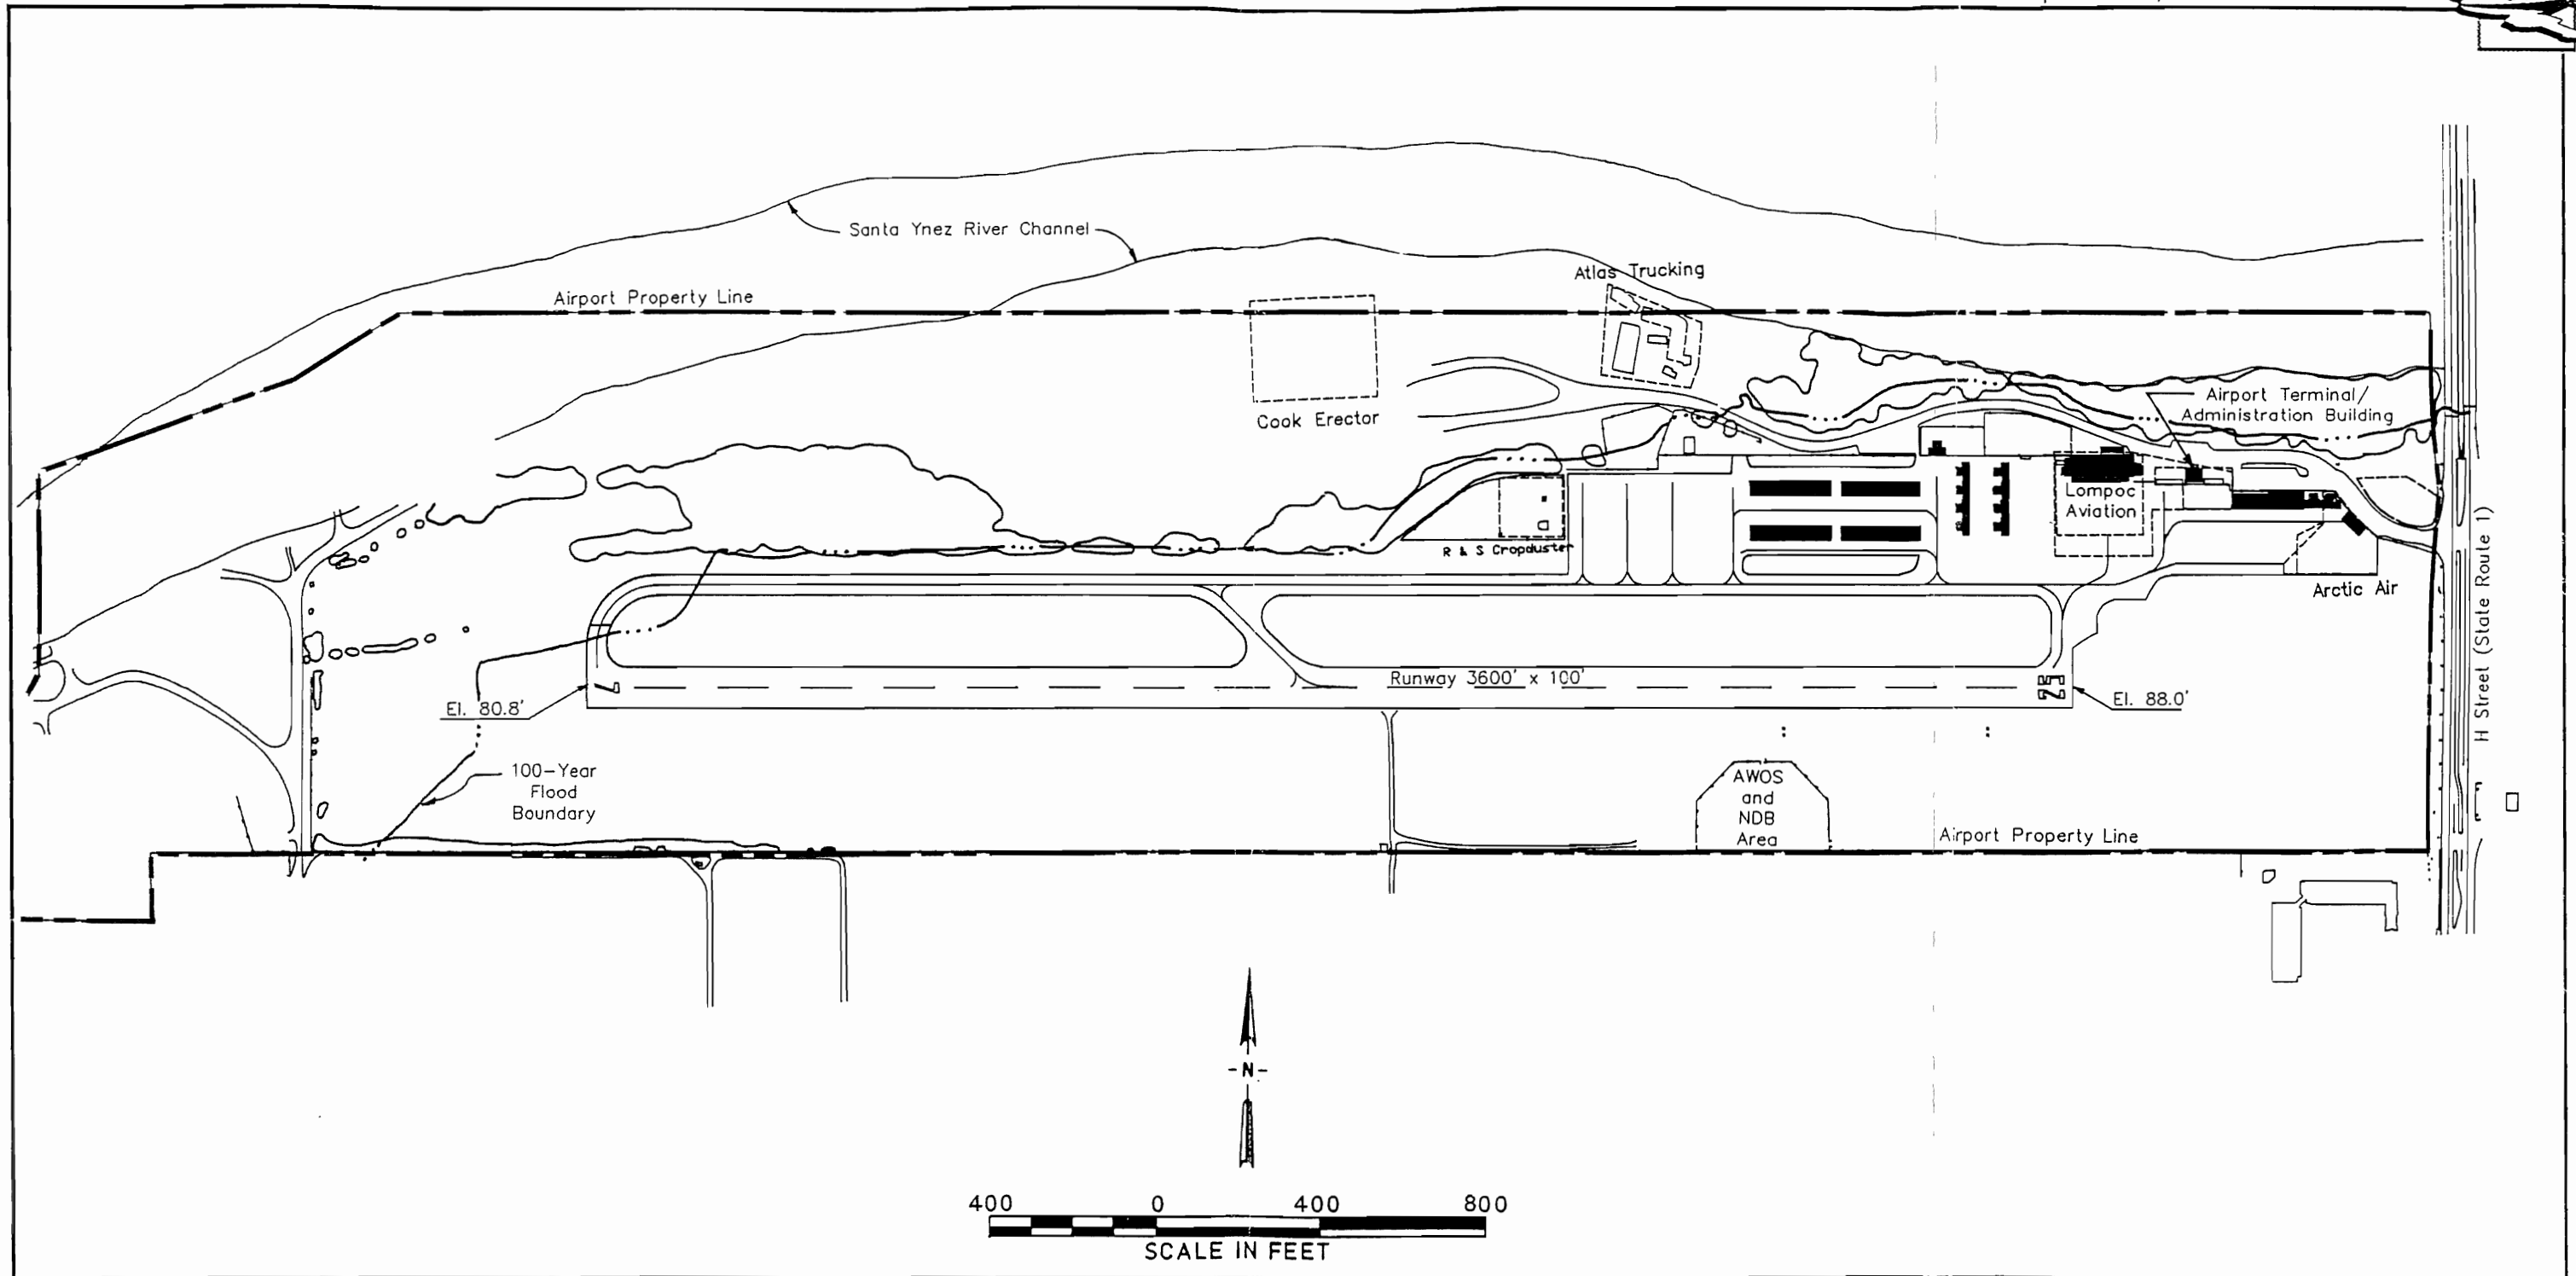 Santa Ynez River Channel
Atlas Trucking
Airport Property Line
Airport Terminal/
Administration Building
Cook Erector
Lompoc
Aviation
R & S Cropduster
Arctic Air
H Street (State Route 1)
Runway 3600' x 100'
7
25
El. 80.8'
El. 88.0'
100-Year
Flood
Boundary
AWOS
and
NDB
Area
Airport Property Line
-N-
400 0 400 800
SCALE IN FEET